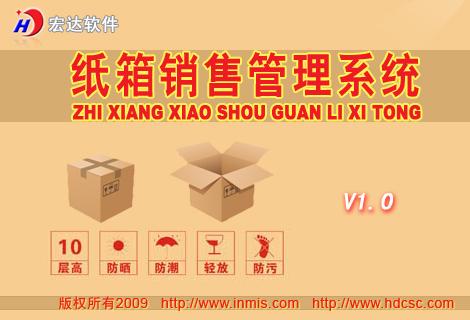 H 宏达软件
纸箱销售管理系统
ZHI XIANG XIAO SHOU GUAN LI XI TONG
V1.0
10 层高 防晒 防潮 轻放 防污
版权所有2009 http://www.inmis.com http://www.hdcsc.com